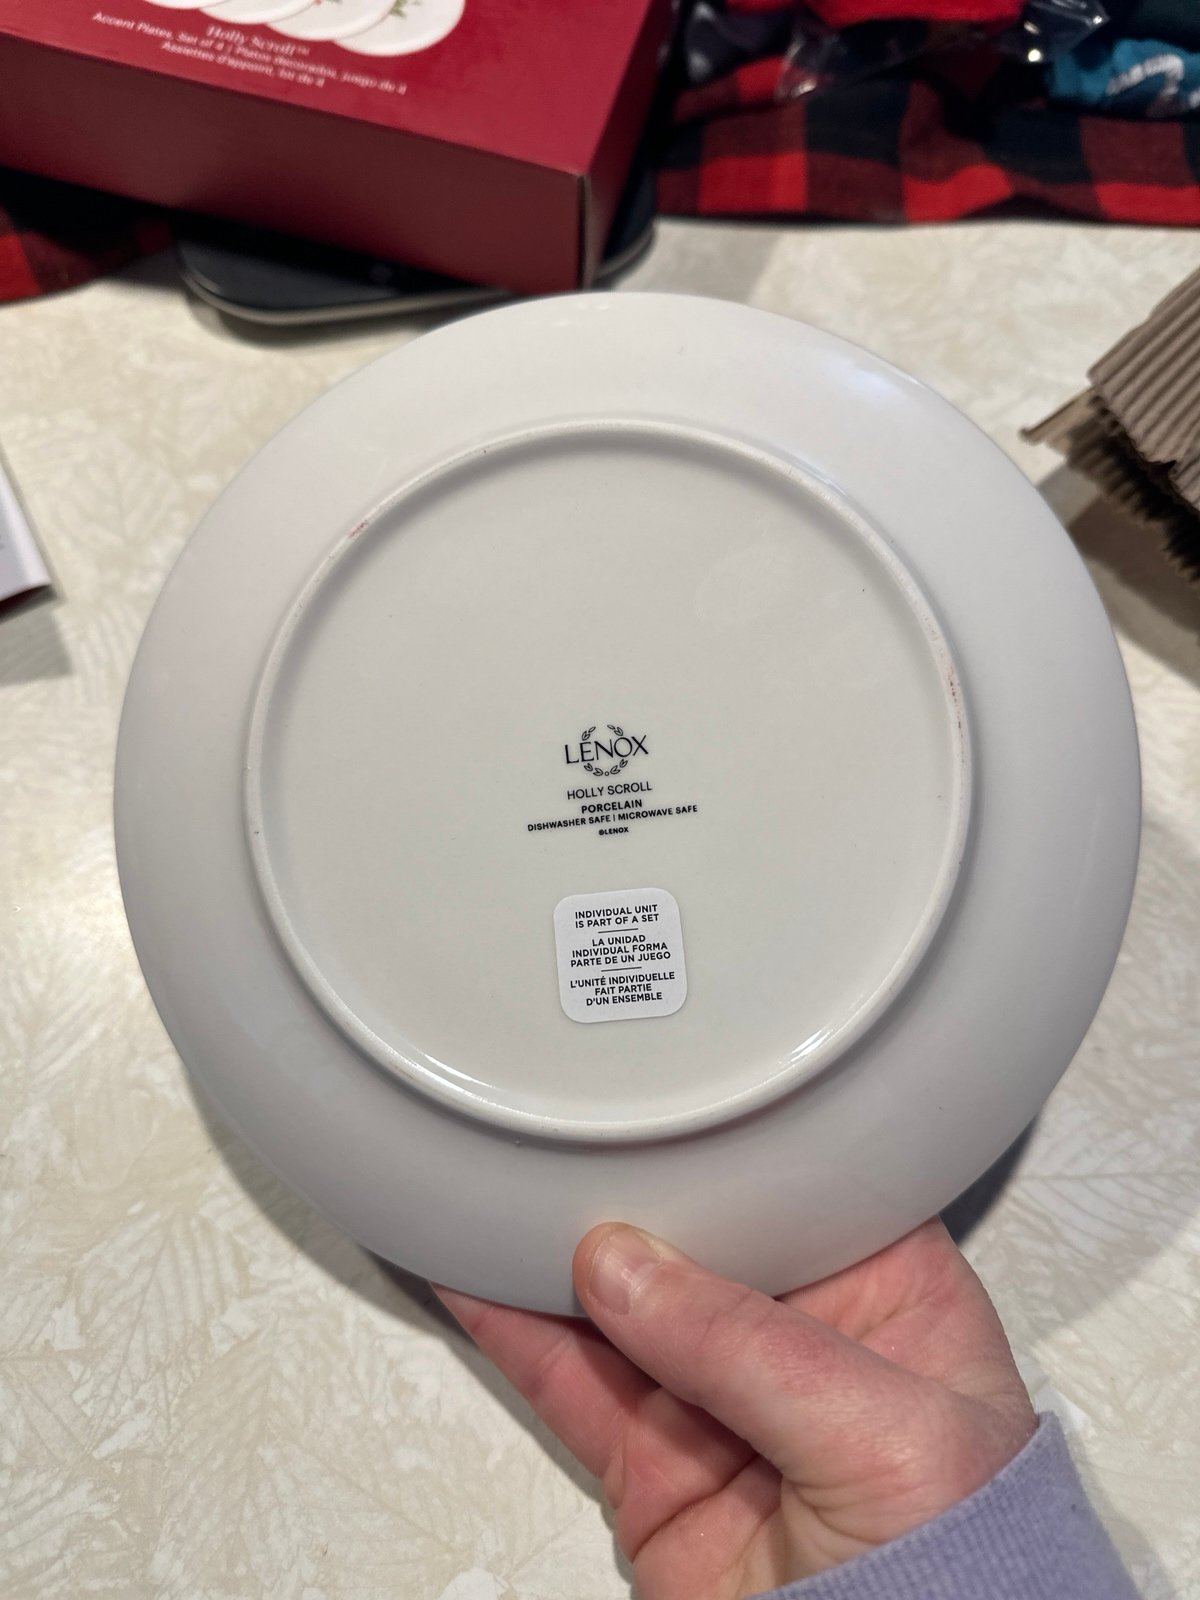 Holly Scroll™
Accent Plates, Set of 4 | Platos decorados, juego de 4
Assiettes d'appoint, lot de 4
LENOX
HOLLY SCROLL
PORCELAIN
DISHWASHER SAFE | MICROWAVE SAFE
©LENOX
INDIVIDUAL UNIT
IS PART OF A SET
LA UNIDAD
INDIVIDUAL FORMA
PARTE DE UN JUEGO
L'UNITÉ INDIVIDUELLE
FAIT PARTIE
D'UN ENSEMBLE